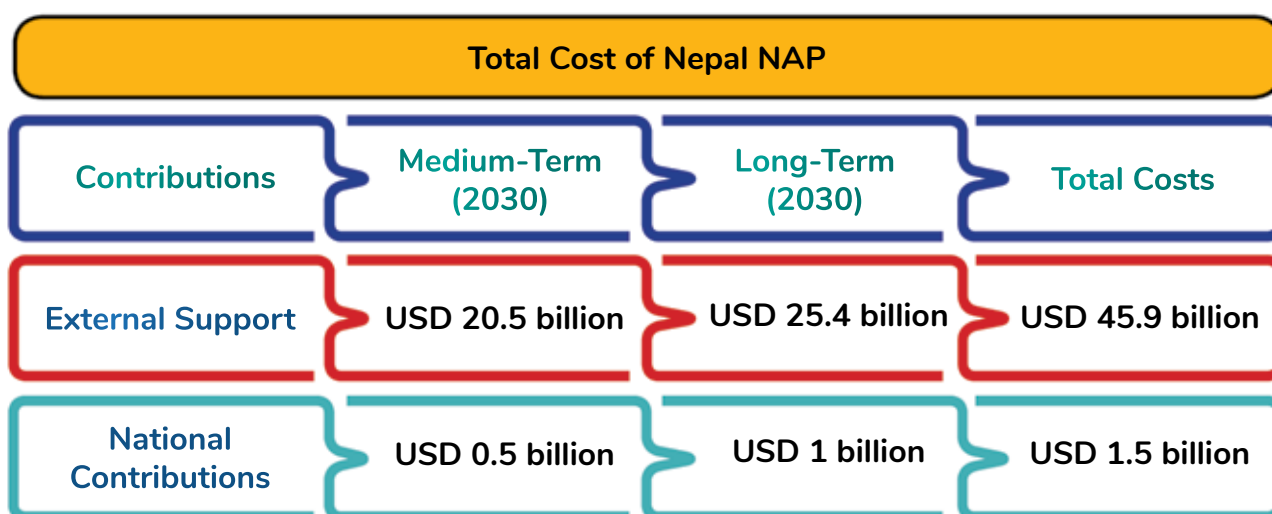 Total Cost of Nepal NAP
Contributions
Medium-Term
(2030)
Long-Term
(2030)
Total Costs
External Support
USD 20.5 billion
USD 25.4 billion
USD 45.9 billion
National
Contributions
USD 0.5 billion
USD 1 billion
USD 1.5 billion